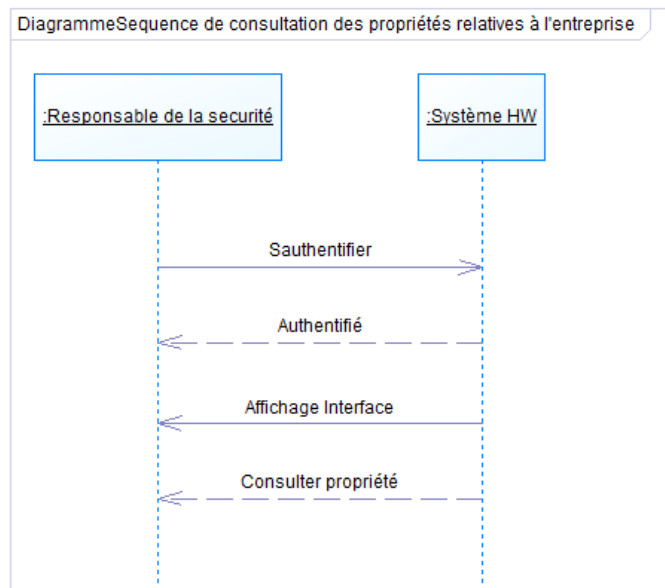 DiagrammeSequence de consultation des propriétés relatives à l'entreprise
:Responsable de la securité
:Système HW
Sauthentifier
Authentifié
Affichage Interface
Consulter propriété